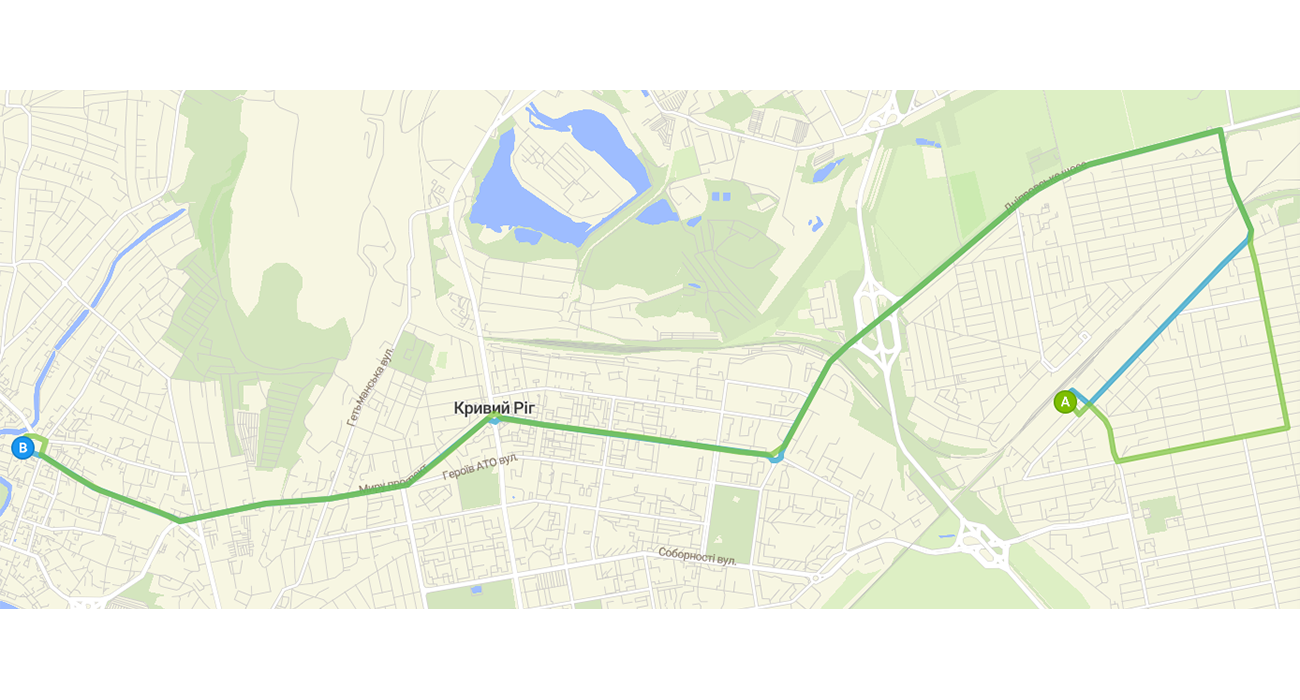 Дніпровське шосе
Гетьманська вул.
Кривий Ріг
A
B
Миру проспект
Героїв АТО вул.
Соборності вул.